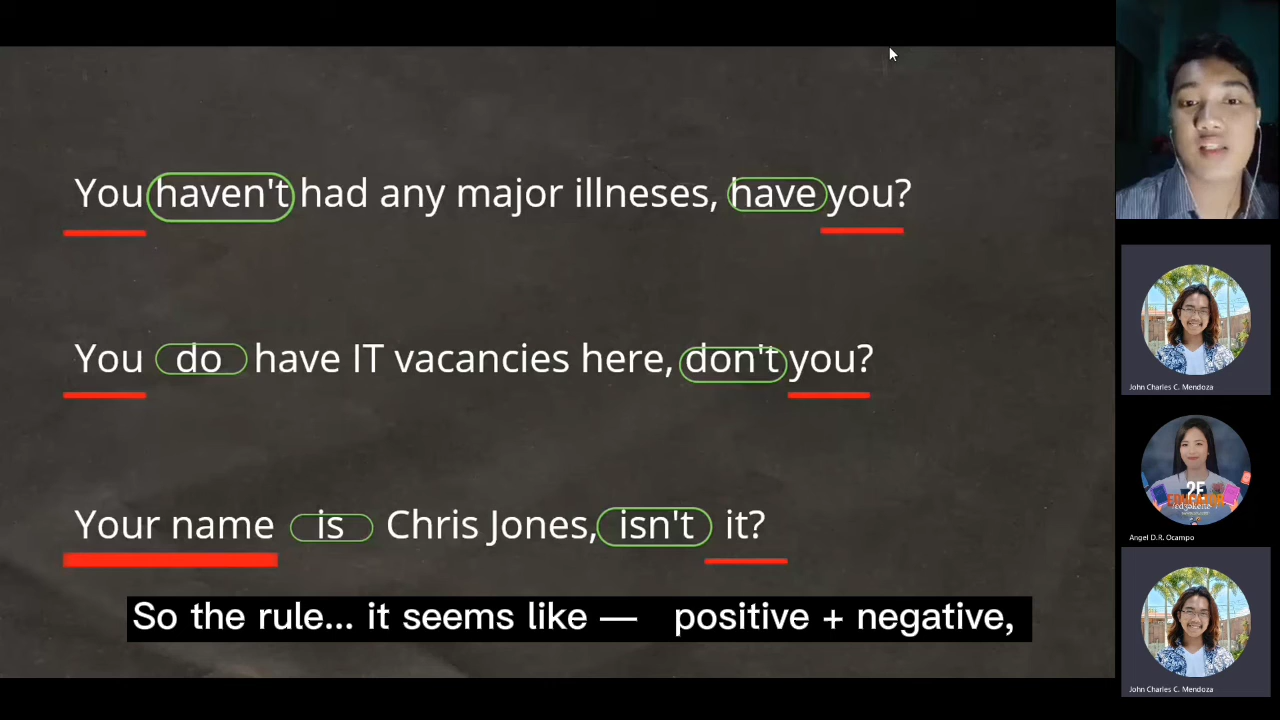 You haven't had any major illneses, have you?
You do have IT vacancies here, don't you?
Your name is Chris Jones, isn't it?
So the rule... it seems like — positive + negative,
John Charles C. Mendoza
Angel D.R. Ocampo
John Charles C. Mendoza